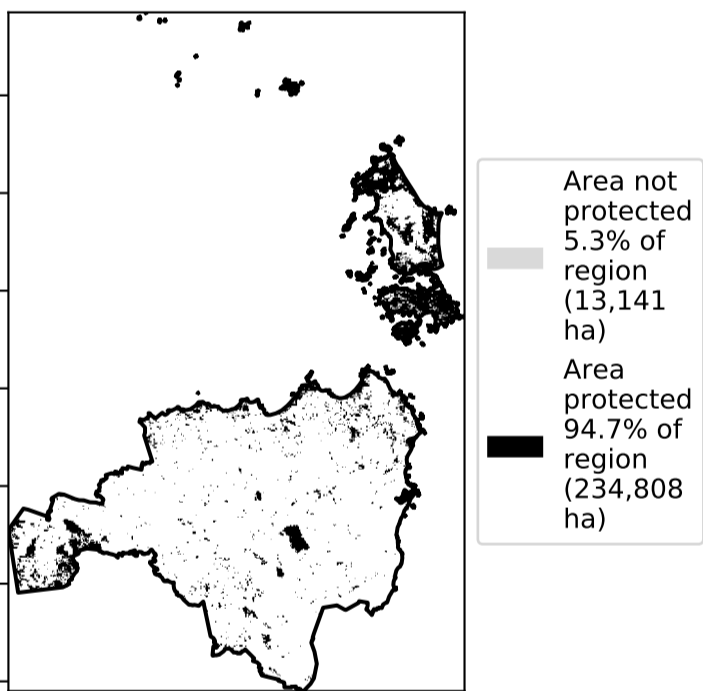 Area not
protected
5.3% of
region
(13,141
ha)
Area
protected
94.7% of
region
(234,808
ha)